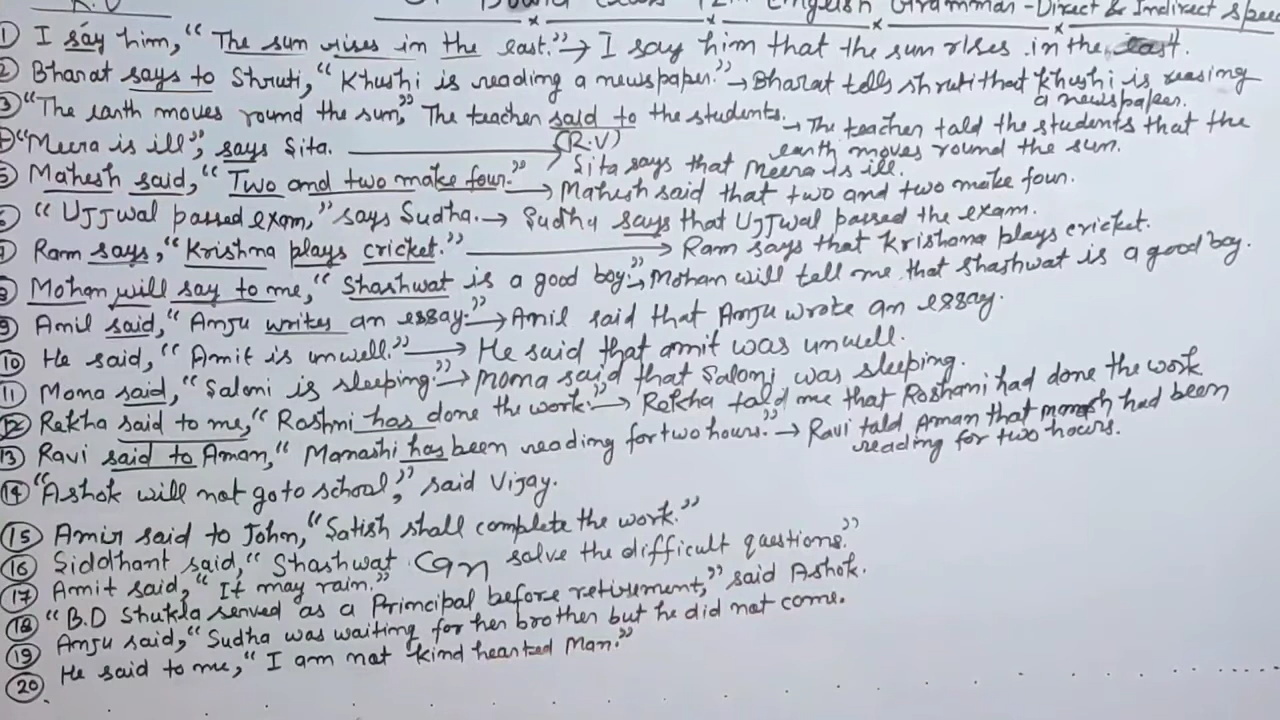 R.V
Board Class 12th English Grammar - Direct & Indirect Spee
① I say him, “The sun rises in the east.” → I say him that the sun rises in the east.
② Bharat says to Shruti, “Khushi is reading a newspaper.” → Bharat tells shruti that khushi is reasing
a newspaper.
③ “The earth moves round the sun,” The teacher said to the students. → The teacher told the students that the
(R.V) earth moves round the sun.
④ “Meera is ill”, says Sita. → Sita says that Meera is ill.
⑤ Mahesh said, “Two and two make four.” → Mahesh said that two and two make four.
⑥ “Ujjwal passed exam,” says Sudha. → Sudha says that Ujjwal passed the exam.
⑦ Ram says, “Krishna plays cricket.” → Ram says that Krishana plays cricket.
⑧ Mohan will say to me, “Shashwat is a good boy.” → Mohan will tell me that Shashwat is a good boy.
⑨ Anil said, “Anju writes an essay.” → Anil said that Anju wrote an essay.
⑩ He said, “Amit is unwell.” → He said that amit was unwell.
⑪ Mona said, “Saloni is sleeping.” → Mona said that Saloni was sleeping.
⑫ Rekha said to me, “Rashmi has done the work.” → Rekha told me that Roshami had done the work
⑬ Ravi said to Aman, “Manashi has been reading for two hours.” → Ravi told Aman that had been
reading for two hours.
⑭ “Ashok will not go to school,” said Vijay.
⑮ Amir said to John, “Satish shall complete the work.”
⑯ Siddhant said, “Shashwat Can solve the difficult questions.”
⑰ Amit said, “It may rain.”
⑱ “B.D Shukla served as a Principal before retirement,” said Ashok.
⑲ Anju said, “Sudha was waiting for her brother but he did not come.
⑳ He said to me, “I am not kind hearted Man.”